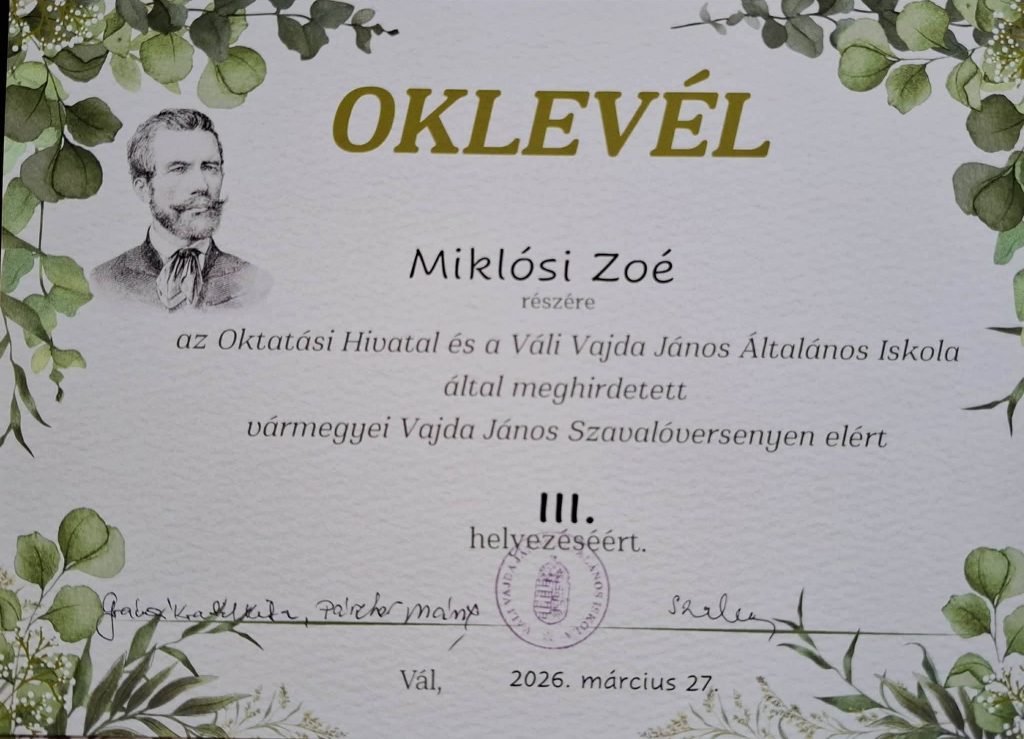 OKLEVÉL
Miklósi Zoé
részére
az Oktatási Hivatal és a Váli Vajda János Általános Iskola
által meghirdetett
vármegyei Vajda János Szavalóversenyen elért
III.
helyezéséért.
Vál, 2026. március 27.